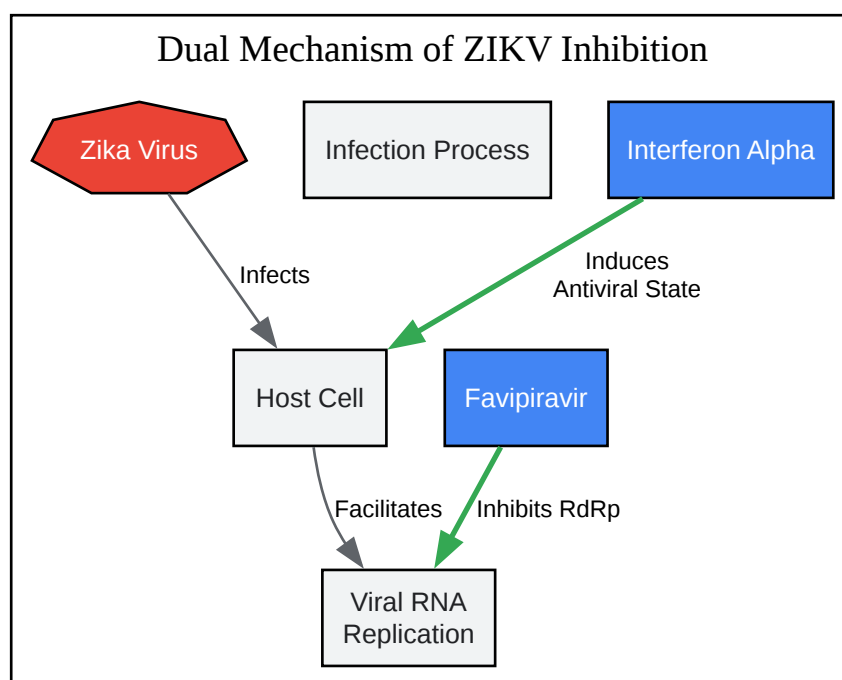 Dual Mechanism of ZIKV Inhibition
Zika Virus
Infection Process
Interferon Alpha
Infects
Induces
Antiviral State
Host Cell
Favipiravir
Facilitates
Inhibits RdRp
Viral RNA
Replication